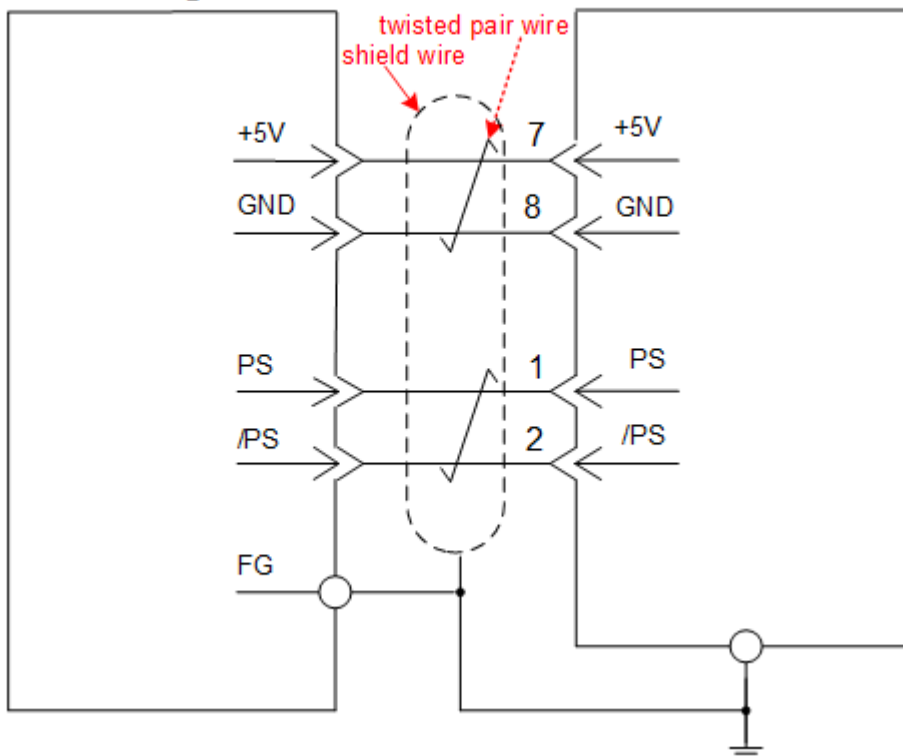 twisted pair wire
shield wire
+5V 7 +5V
GND 8 GND
PS 1 PS
/PS 2 /PS
FG